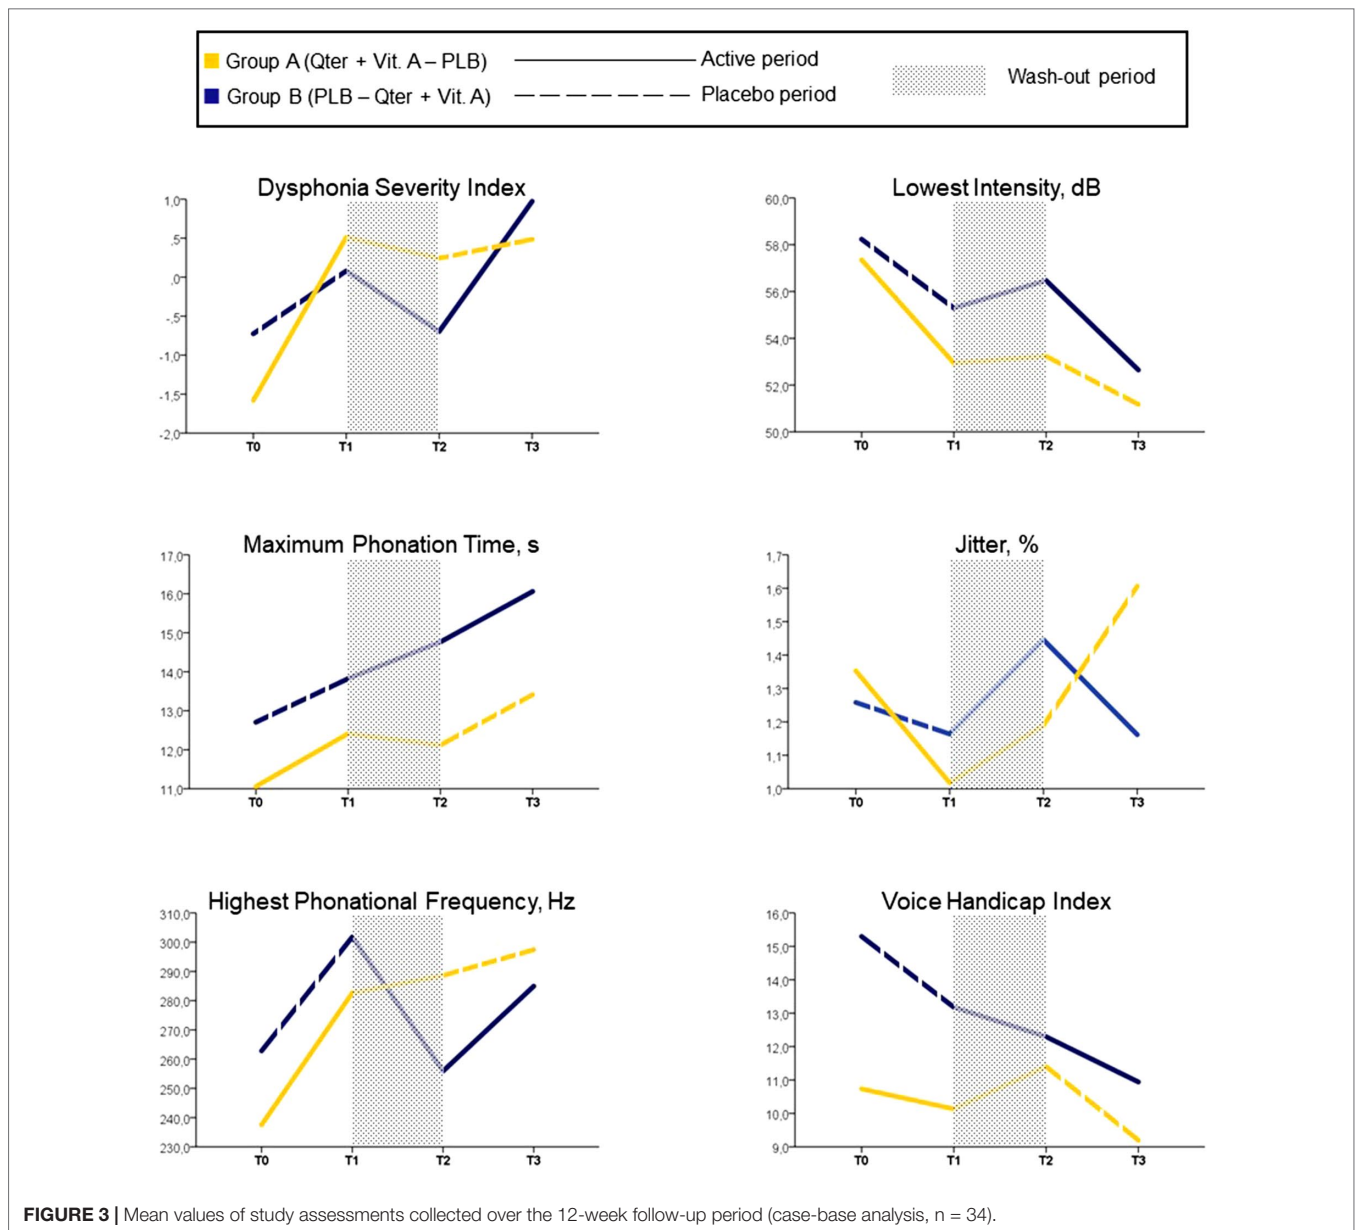 Group A (Qter + Vit. A – PLB)
Active period
Wash-out period
Group B (PLB – Qter + Vit. A)
Placebo period
Dysphonia Severity Index
1,0
,5
,0
-,5
-1,0
-1,5
-2,0
T0 T1 T2 T3
Lowest Intensity, dB
60,0
58,0
56,0
54,0
52,0
50,0
T0 T1 T2 T3
Maximum Phonation Time, s
17,0
16,0
15,0
14,0
13,0
12,0
11,0
T0 T1 T2 T3
Jitter, %
1,7
1,6
1,5
1,4
1,3
1,2
1,1
1,0
T0 T1 T2 T3
Highest Phonational Frequency, Hz
310,0
300,0
290,0
280,0
270,0
260,0
250,0
240,0
230,0
T0 T1 T2 T3
Voice Handicap Index
16,0
15,0
14,0
13,0
12,0
11,0
10,0
9,0
T0 T1 T2 T3
FIGURE 3 | Mean values of study assessments collected over the 12-week follow-up period (case-base analysis, n = 34).